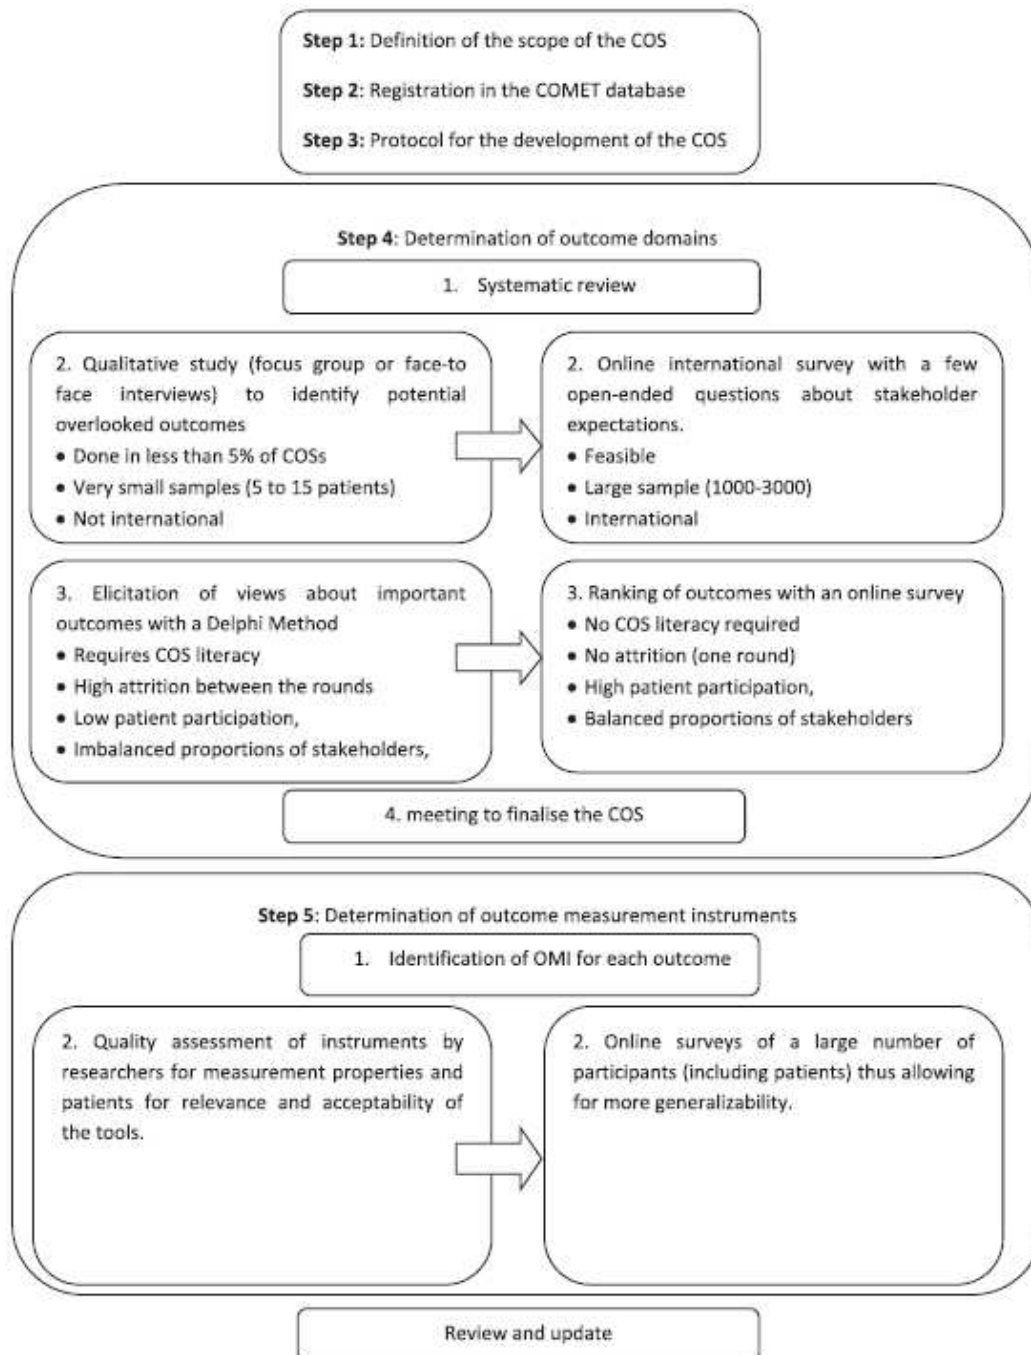 Step 1: Definition of the scope of the COS
Step 2: Registration in the COMET database
Step 3: Protocol for the development of the COS
Step 4: Determination of outcome domains
1. Systematic review
2. Qualitative study (focus group or face-to
face interviews) to identify potential
overlooked outcomes
• Done in less than 5% of COSs
• Very small samples (5 to 15 patients)
• Not international
2. Online international survey with a few
open-ended questions about stakeholder
expectations.
• Feasible
• Large sample (1000-3000)
• International
3. Elicitation of views about important
outcomes with a Delphi Method
• Requires COS literacy
• High attrition between the rounds
• Low patient participation,
• Imbalanced proportions of stakeholders,
3. Ranking of outcomes with an online survey
• No COS literacy required
• No attrition (one round)
• High patient participation,
• Balanced proportions of stakeholders
4. meeting to finalise the COS
Step 5: Determination of outcome measurement instruments
1. Identification of OMI for each outcome
2. Quality assessment of instruments by
researchers for measurement properties and
patients for relevance and acceptability of
the tools.
2. Online surveys of a large number of
participants (including patients) thus allowing
for more generalizability.
Review and update